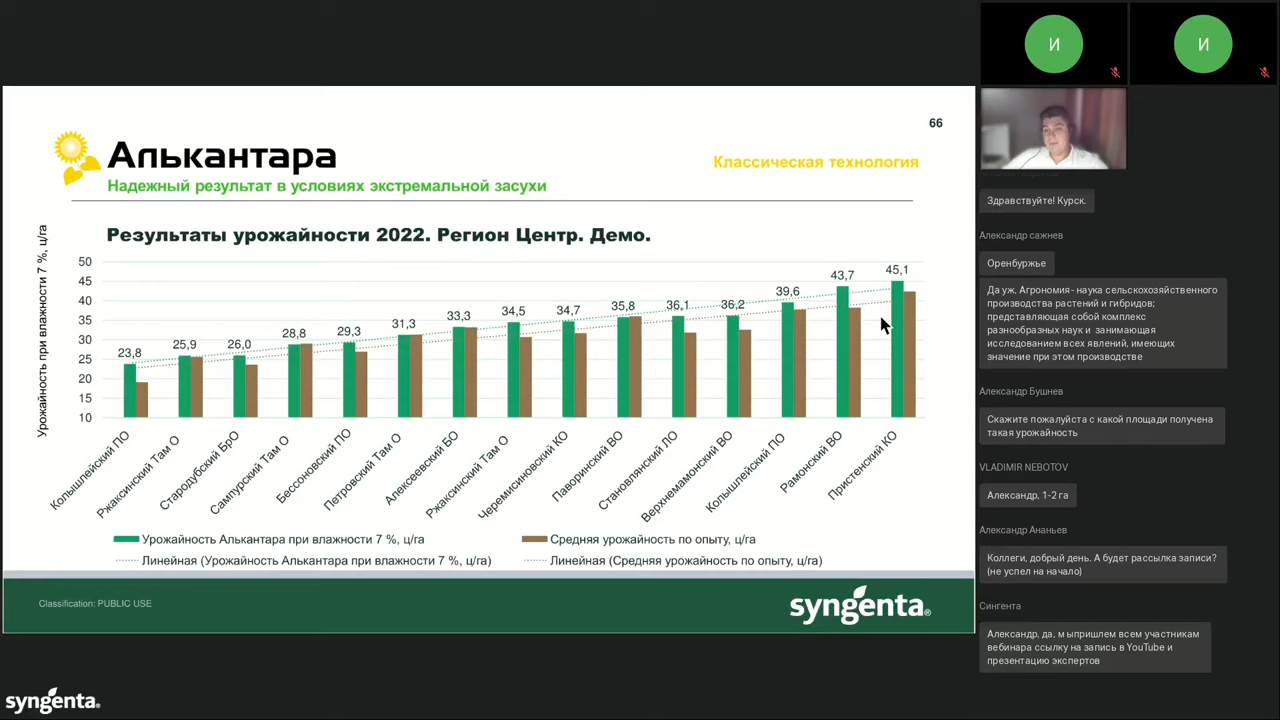 66
Алькантара
Классическая технология
Надежный результат в условиях экстремальной засухи
Результаты урожайности 2022. Регион Центр. Демо.
Урожайность при влажности 7 %, ц/га
50
45
40
35
30
25
20
15
10
23,8
25,9
26,0
28,8
29,3
31,3
33,3
34,5
34,7
35,8
36,1
36,2
39,6
43,7
45,1
Колышлейский ПО
Ржаксинский Там О
Стародубский БрО
Сампурский Там О
Бессоновский ПО
Петровский Там О
Алексеевский БО
Ржаксинский Там О
Черемисиновский КО
Паворинский ВО
Становлянский ЛО
Верхнемамонский ВО
Колышлейский ПО
Рамонский ВО
Пристенский КО
Урожайность Алькантара при влажности 7 %, ц/га
Средняя урожайность по опыту, ц/га
Линейная (Урожайность Алькантара при влажности 7 %, ц/га)
Линейная (Средняя урожайность по опыту, ц/га)
Classification: PUBLIC USE
syngenta®
syngenta®
И
И
Здравствуйте! Курск.
Александр сажнев
Оренбуржье
Да уж, Агрономия- наука сельскохозяйственного
производства растений и гибридов;
представляющая собой комплекс
разнообразных наук и занимающая
исследованием всех явлений, имеющих
значение при этом производстве
Александр Бушнев
Скажите пожалуйста с какой площади получена
такая урожайность
VLADIMIR NEBOTOV
Александр, 1-2 га
Александр Ананьев
Коллеги, добрый день. А будет рассылка записи?
(не успел на начало)
Сингента
Александр, да, м ыпришлем всем участникам
вебинара ссылку на запись в YouTube и
презентацию экспертов